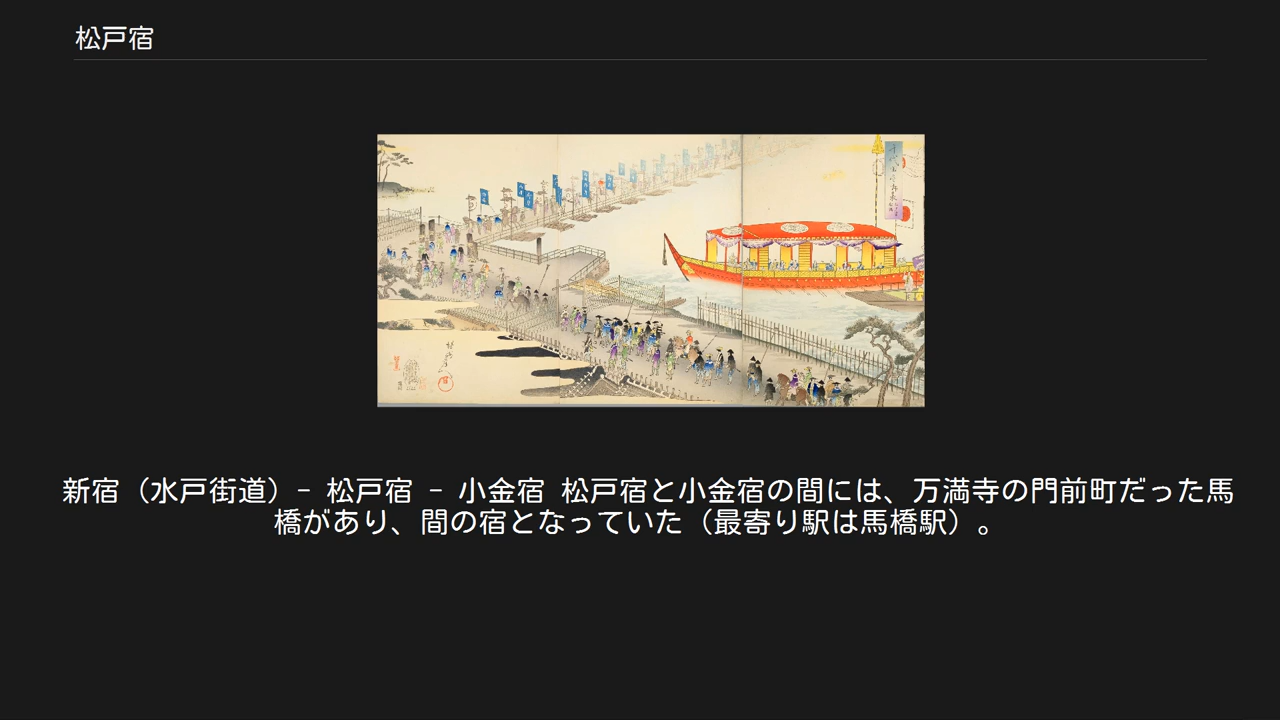 松戸宿
新宿（水戸街道）- 松戸宿 - 小金宿 松戸宿と小金宿の間には、万満寺の門前町だった馬
橋があり、間の宿となっていた（最寄り駅は馬橋駅）。